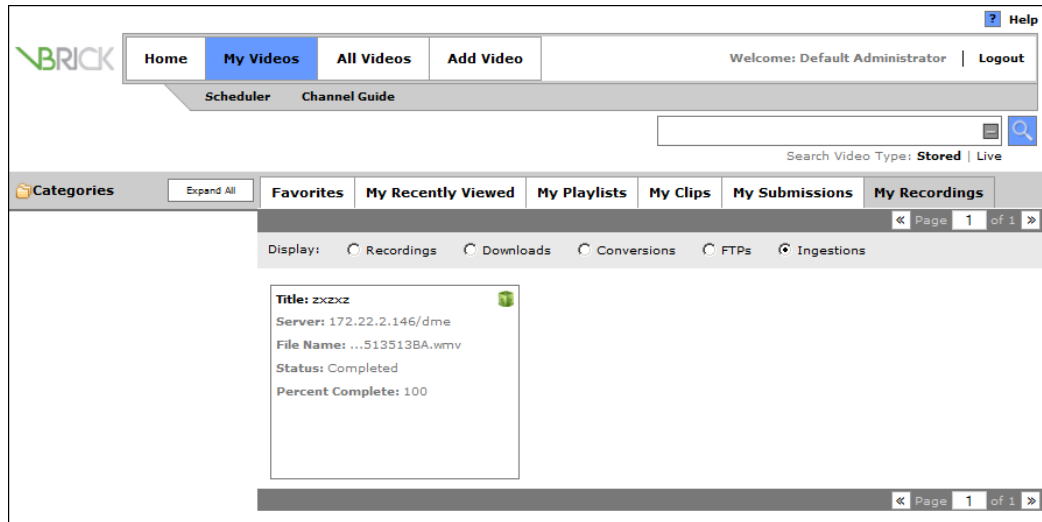 ? Help
VBRICK
Home My Videos All Videos Add Video Welcome: Default Administrator | Logout
Scheduler Channel Guide
Search Video Type: Stored | Live
Categories Expand All Favorites My Recently Viewed My Playlists My Clips My Submissions My Recordings
« Page 1 of 1 »
Display: Recordings Downloads Conversions FTPs Ingestions
Title: zxzxz
Server: 172.22.2.146/dme
File Name: ...513513BA.wmv
Status: Completed
Percent Complete: 100
« Page 1 of 1 »